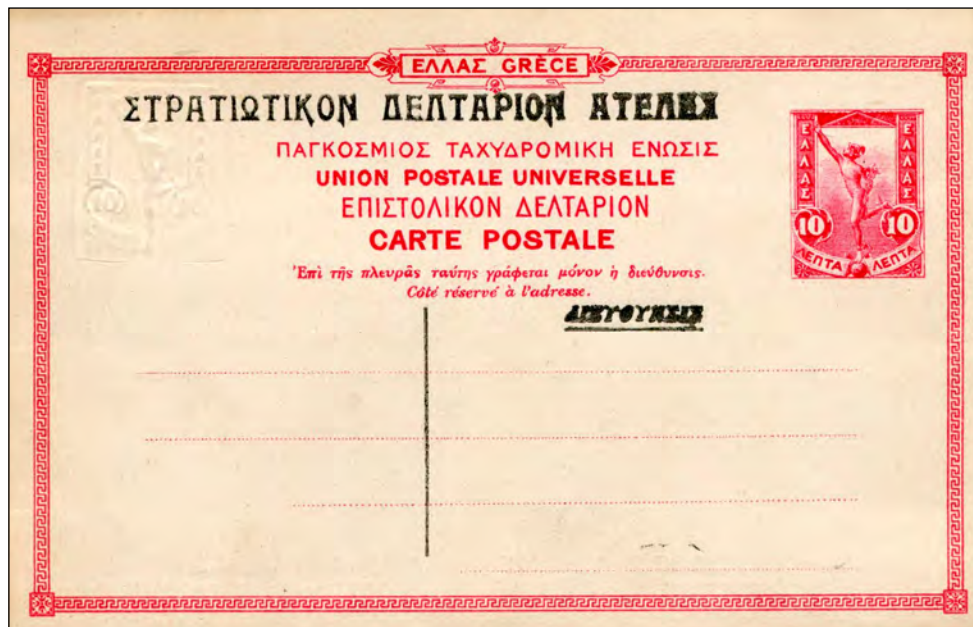 ΕΛΛΑΣ GRÈCE
ΣΤΡΑΤΙΩΤΙΚΟΝ ΔΕΛΤΑΡΙΟΝ ΑΤΕΛΕΣ
ΠΑΓΚΟΣΜΙΟΣ ΤΑΧΥΔΡΟΜΙΚΗ ΕΝΩΣΙΣ
UNION POSTALE UNIVERSELLE
ΕΠΙΣΤΟΛΙΚΟΝ ΔΕΛΤΑΡΙΟΝ
CARTE POSTALE
Ἐπὶ τῆς πλευρᾶς ταύτης γράφεται μόνον ἡ διεύθυνσις.
Côté réservé à l'adresse.
ΕΛΛΑΣ ΕΛΛΑΣ
10 10
ΛΕΠΤΑ ΛΕΠΤΑ
ΔΙΕΥΘΥΝΣΙΣ